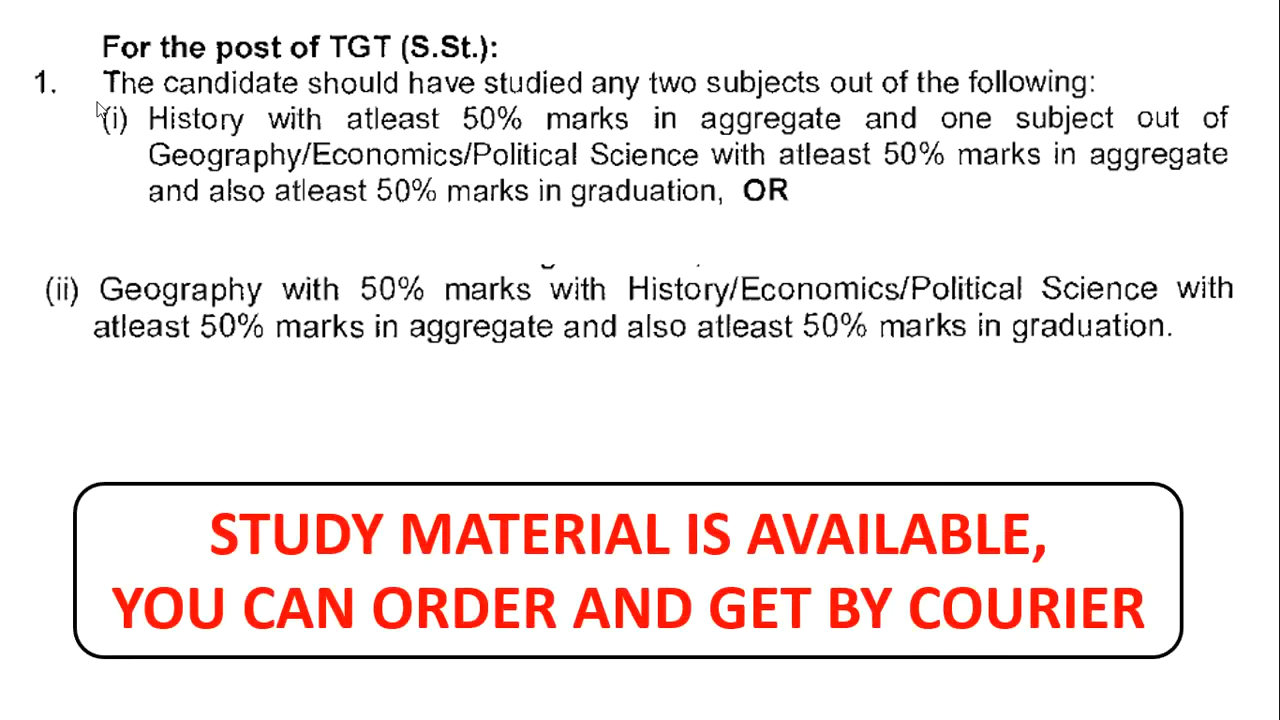 For the post of TGT (S.St.):
1. The candidate should have studied any two subjects out of the following:
(i) History with atleast 50% marks in aggregate and one subject out of
Geography/Economics/Political Science with atleast 50% marks in aggregate
and also atleast 50% marks in graduation, OR
(ii) Geography with 50% marks with History/Economics/Political Science with
atleast 50% marks in aggregate and also atleast 50% marks in graduation.
STUDY MATERIAL IS AVAILABLE,
YOU CAN ORDER AND GET BY COURIER